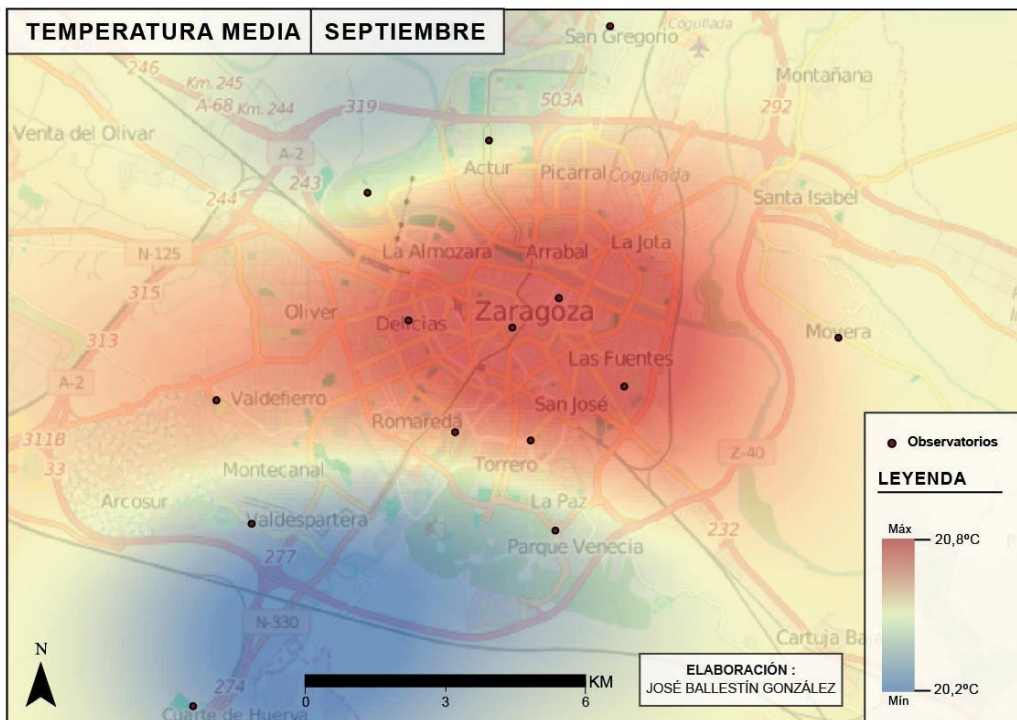 TEMPERATURA MEDIA SEPTIEMBRE
San Gregorio
Cogullada
Montañana
246
Km. 245
A-68 Km. 244
319
503A
292
Venta del Olivar
A-2
243
Actur
Picarral
Cogullada
244
Santa Isabel
N-125
La Almozara
Arrabal
La Jota
315
Oliver
Delicias
Zaragoza
313
Movera
Las Fuentes
A-2
Valdefierro
San José
Romareda
311B
33
Montecanal
Torrero
Z-40
Arcosur
Valdespartera
La Paz
Parque Venecia
232
277
N-330
274
Cuarte de Huerva
Cartuja Baja
Observatorios
LEYENDA
Máx
20,8ºC
20,2ºC
Mín
N
0 3 6 KM
ELABORACIÓN :
JOSÉ BALLESTÍN GONZÁLEZ